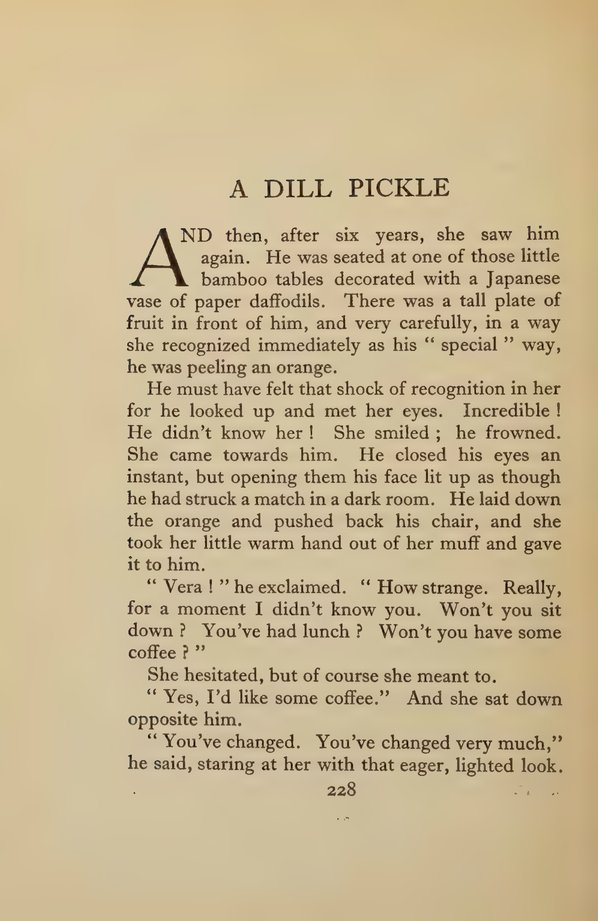 A DILL PICKLE
AND then, after six years, she saw him
again. He was seated at one of those little
bamboo tables decorated with a Japanese
vase of paper daffodils. There was a tall plate of
fruit in front of him, and very carefully, in a way
she recognized immediately as his “ special ” way,
he was peeling an orange.
He must have felt that shock of recognition in her
for he looked up and met her eyes. Incredible !
He didn’t know her ! She smiled ; he frowned.
She came towards him. He closed his eyes an
instant, but opening them his face lit up as though
he had struck a match in a dark room. He laid down
the orange and pushed back his chair, and she
took her little warm hand out of her muff and gave
it to him.
“ Vera ! ” he exclaimed. “ How strange. Really,
for a moment I didn’t know you. Won’t you sit
down ? You’ve had lunch ? Won’t you have some
coffee ? ”
She hesitated, but of course she meant to.
“ Yes, I’d like some coffee.” And she sat down
opposite him.
“ You’ve changed. You’ve changed very much,”
he said, staring at her with that eager, lighted look.
228